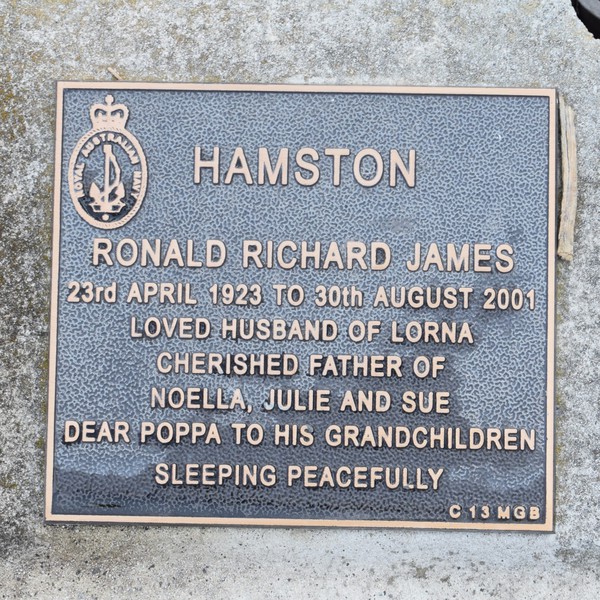 ROYAL AUSTRALIAN NAVY
HAMSTON
RONALD RICHARD JAMES
23rd APRIL 1923 TO 30th AUGUST 2001
LOVED HUSBAND OF LORNA
CHERISHED FATHER OF
NOELLA, JULIE AND SUE
DEAR POPPA TO HIS GRANDCHILDREN
SLEEPING PEACEFULLY
C 13 MGB